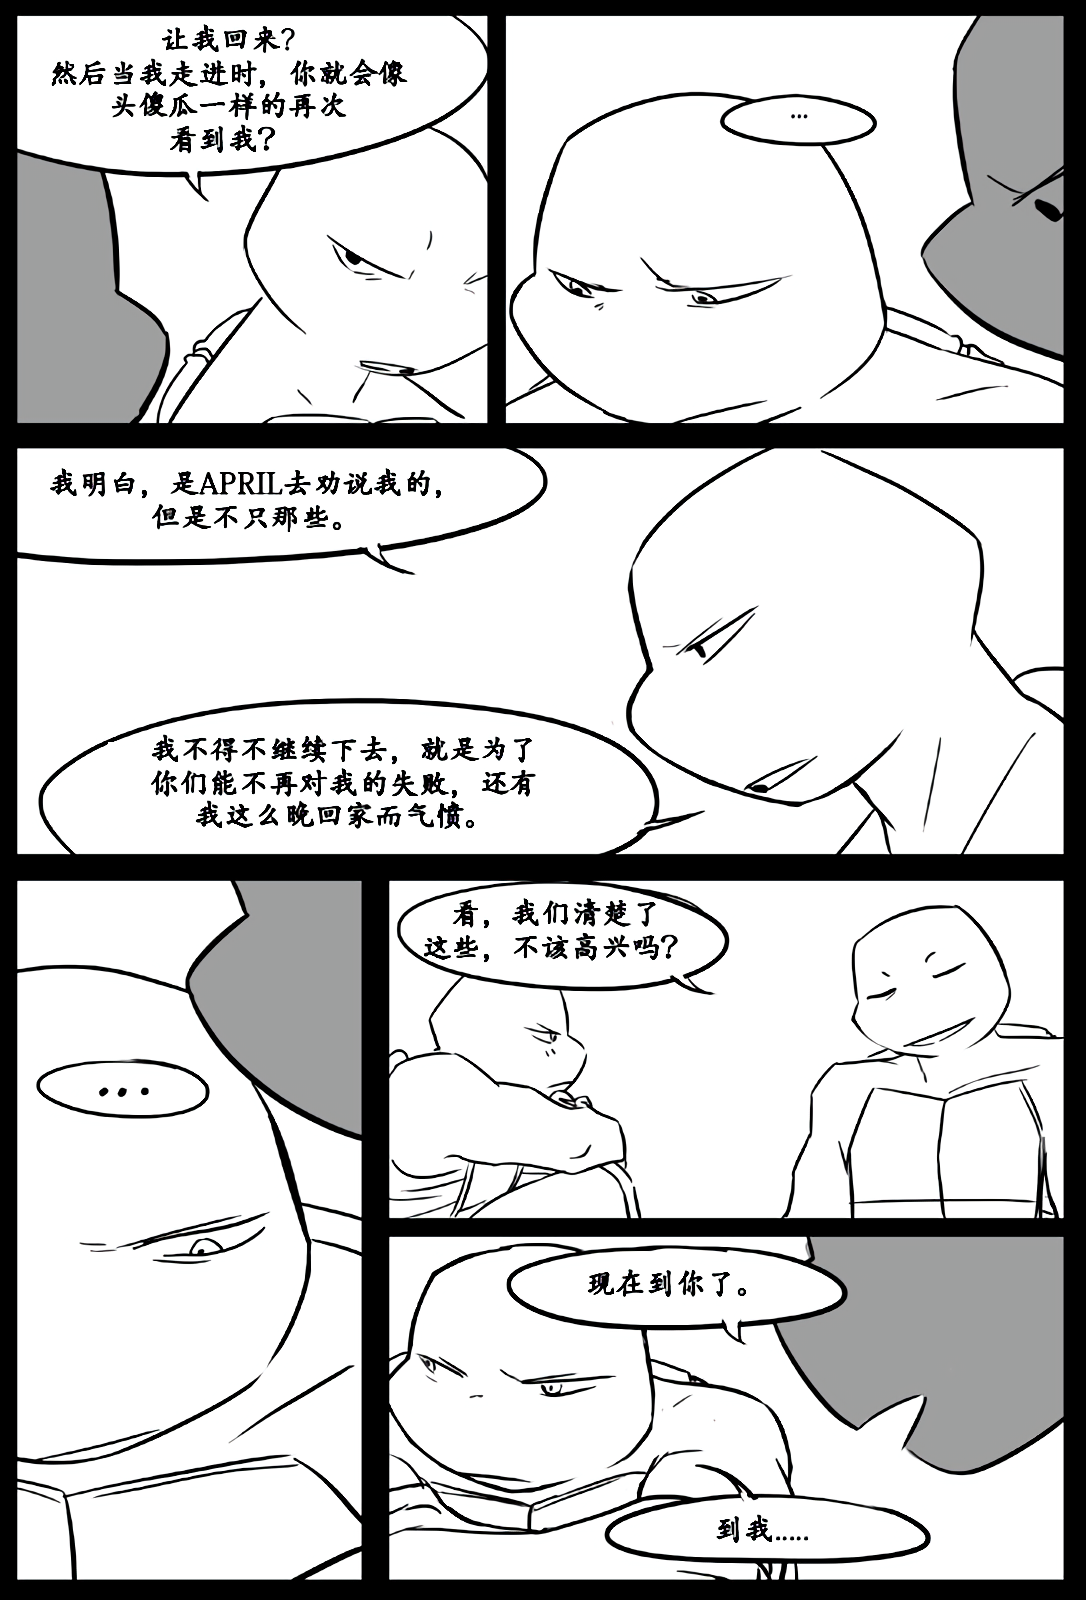 让我回来？
然后当我走进时，你就会像
头傻瓜一样的再次
看到我？
...
我明白，是APRIL去劝说我的，
但是不只那些。
我不得不继续下去，就是为了
你们能不再对我的失败，还有
我这么晚回家而气愤。
...
看，我们清楚了
这些，不该高兴吗？
现在到你了。
到我.....